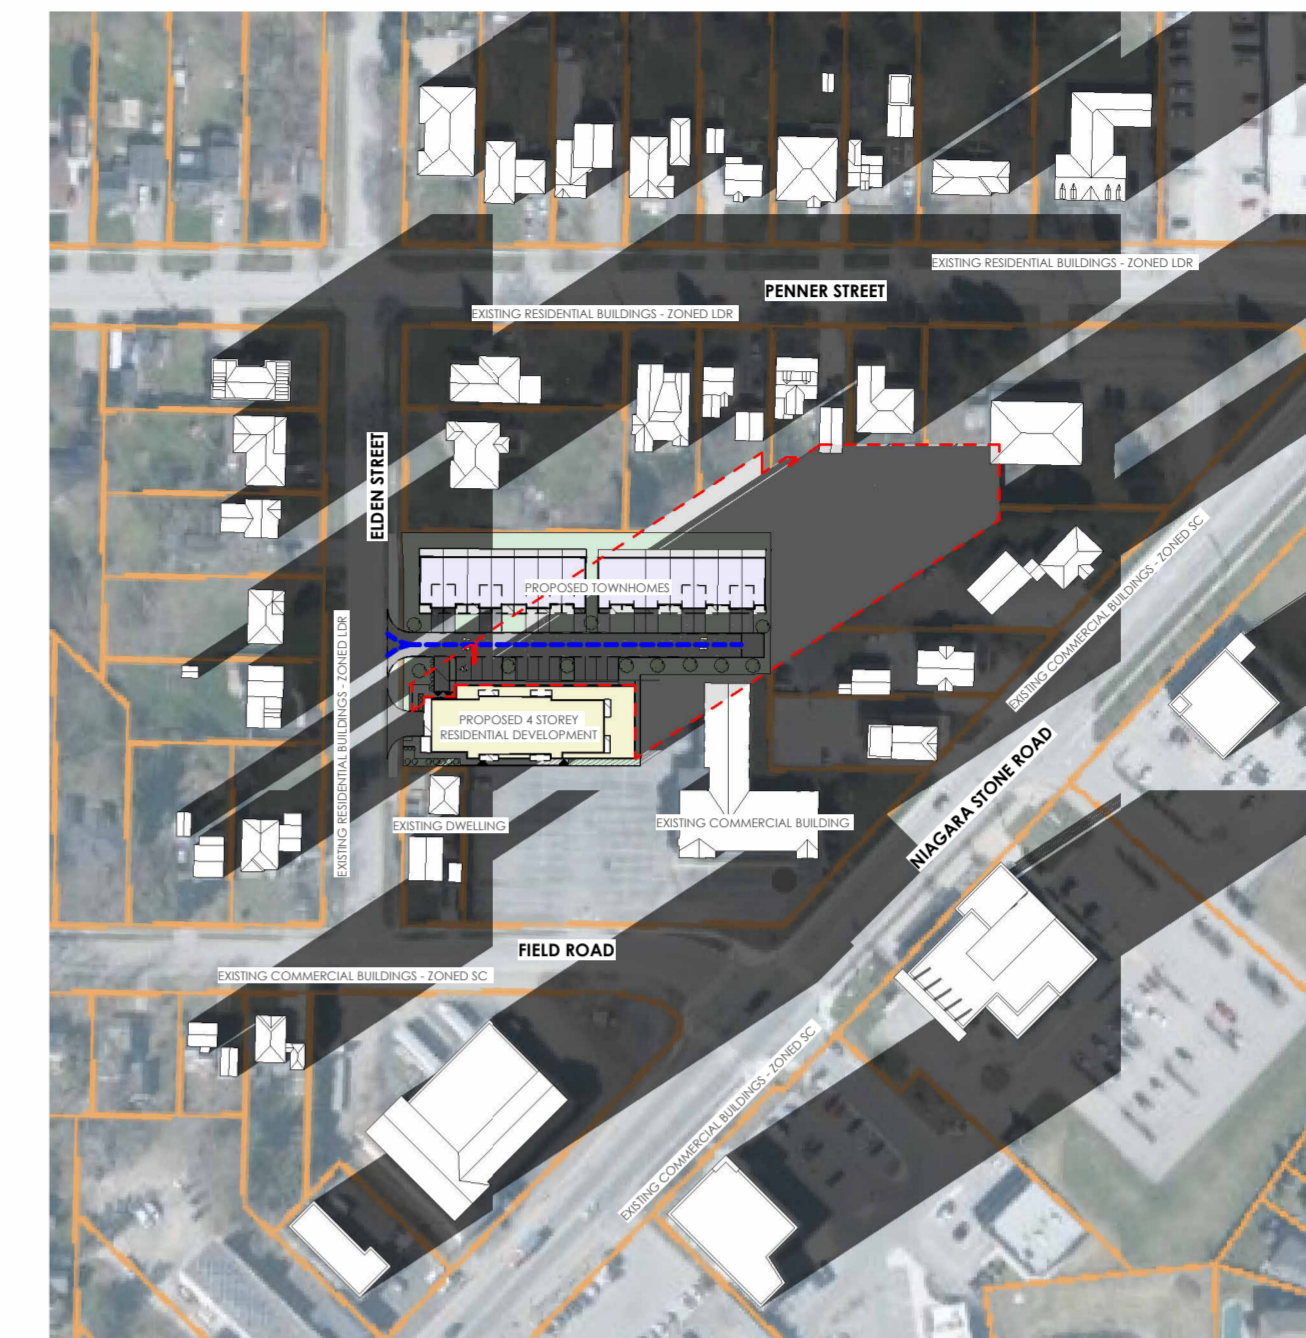 EXISTING RESIDENTIAL BUILDINGS - ZONED LDR
PENNER STREET
EXISTING RESIDENTIAL BUILDINGS - ZONED LDR
ELDEN STREET
PROPOSED TOWNHOMES
EXISTING COMMERCIAL BUILDINGS - ZONED SC
EXISTING RESIDENTIAL BUILDINGS - ZONED LDR
PROPOSED 4 STOREY
RESIDENTIAL DEVELOPMENT
NIAGARA STONE ROAD
EXISTING DWELLING
EXISTING COMMERCIAL BUILDING
FIELD ROAD
EXISTING COMMERCIAL BUILDINGS - ZONED SC
EXISTING COMMERCIAL BUILDINGS - ZONED SC